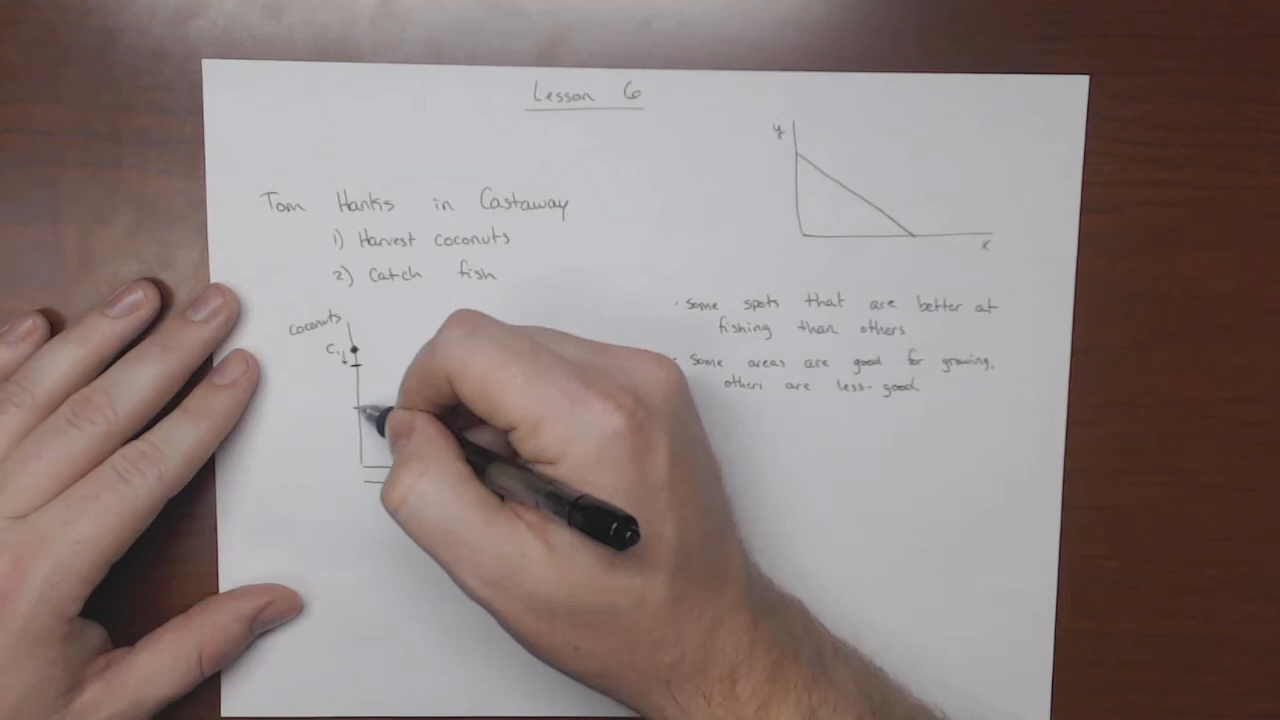 Lesson 6
y
x
Tom Hanks in Castaway
1) Harvest coconuts
2) Catch fish
coconuts
C₁
· Some spots that are better at
fishing than others
· Some areas are good for growing,
others are less-good